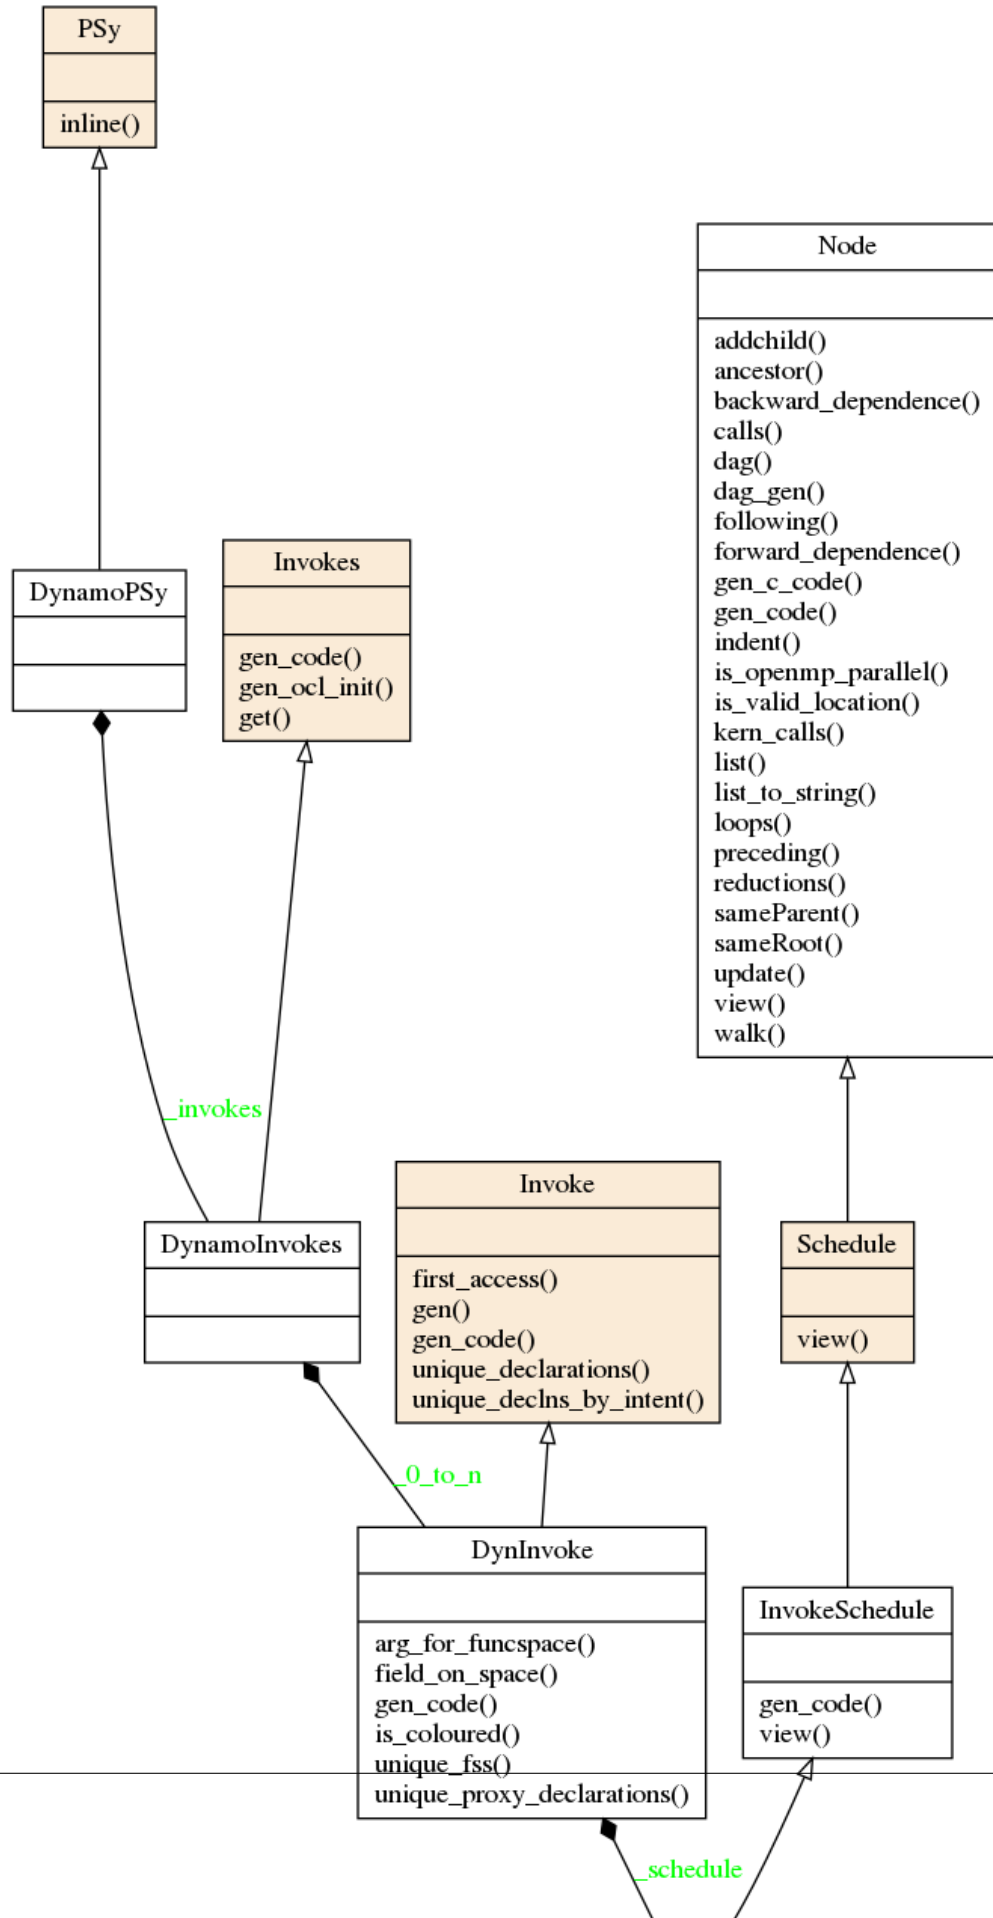 PSy
inline()
Node
addchild()
ancestor()
backward_dependence()
calls()
dag()
dag_gen()
following()
forward_dependence()
gen_c_code()
gen_code()
indent()
is_openmp_parallel()
is_valid_location()
kern_calls()
list()
list_to_string()
loops()
preceding()
reductions()
sameParent()
sameRoot()
update()
view()
walk()
Invokes
gen_code()
gen_ocl_init()
get()
DynamoPSy
_invokes
Invoke
first_access()
gen()
gen_code()
unique_declarations()
unique_declns_by_intent()
DynamoInvokes
Schedule
view()
_0_to_n
DynInvoke
arg_for_funcspace()
field_on_space()
gen_code()
is_coloured()
unique_fss()
unique_proxy_declarations()
InvokeSchedule
gen_code()
view()
_schedule